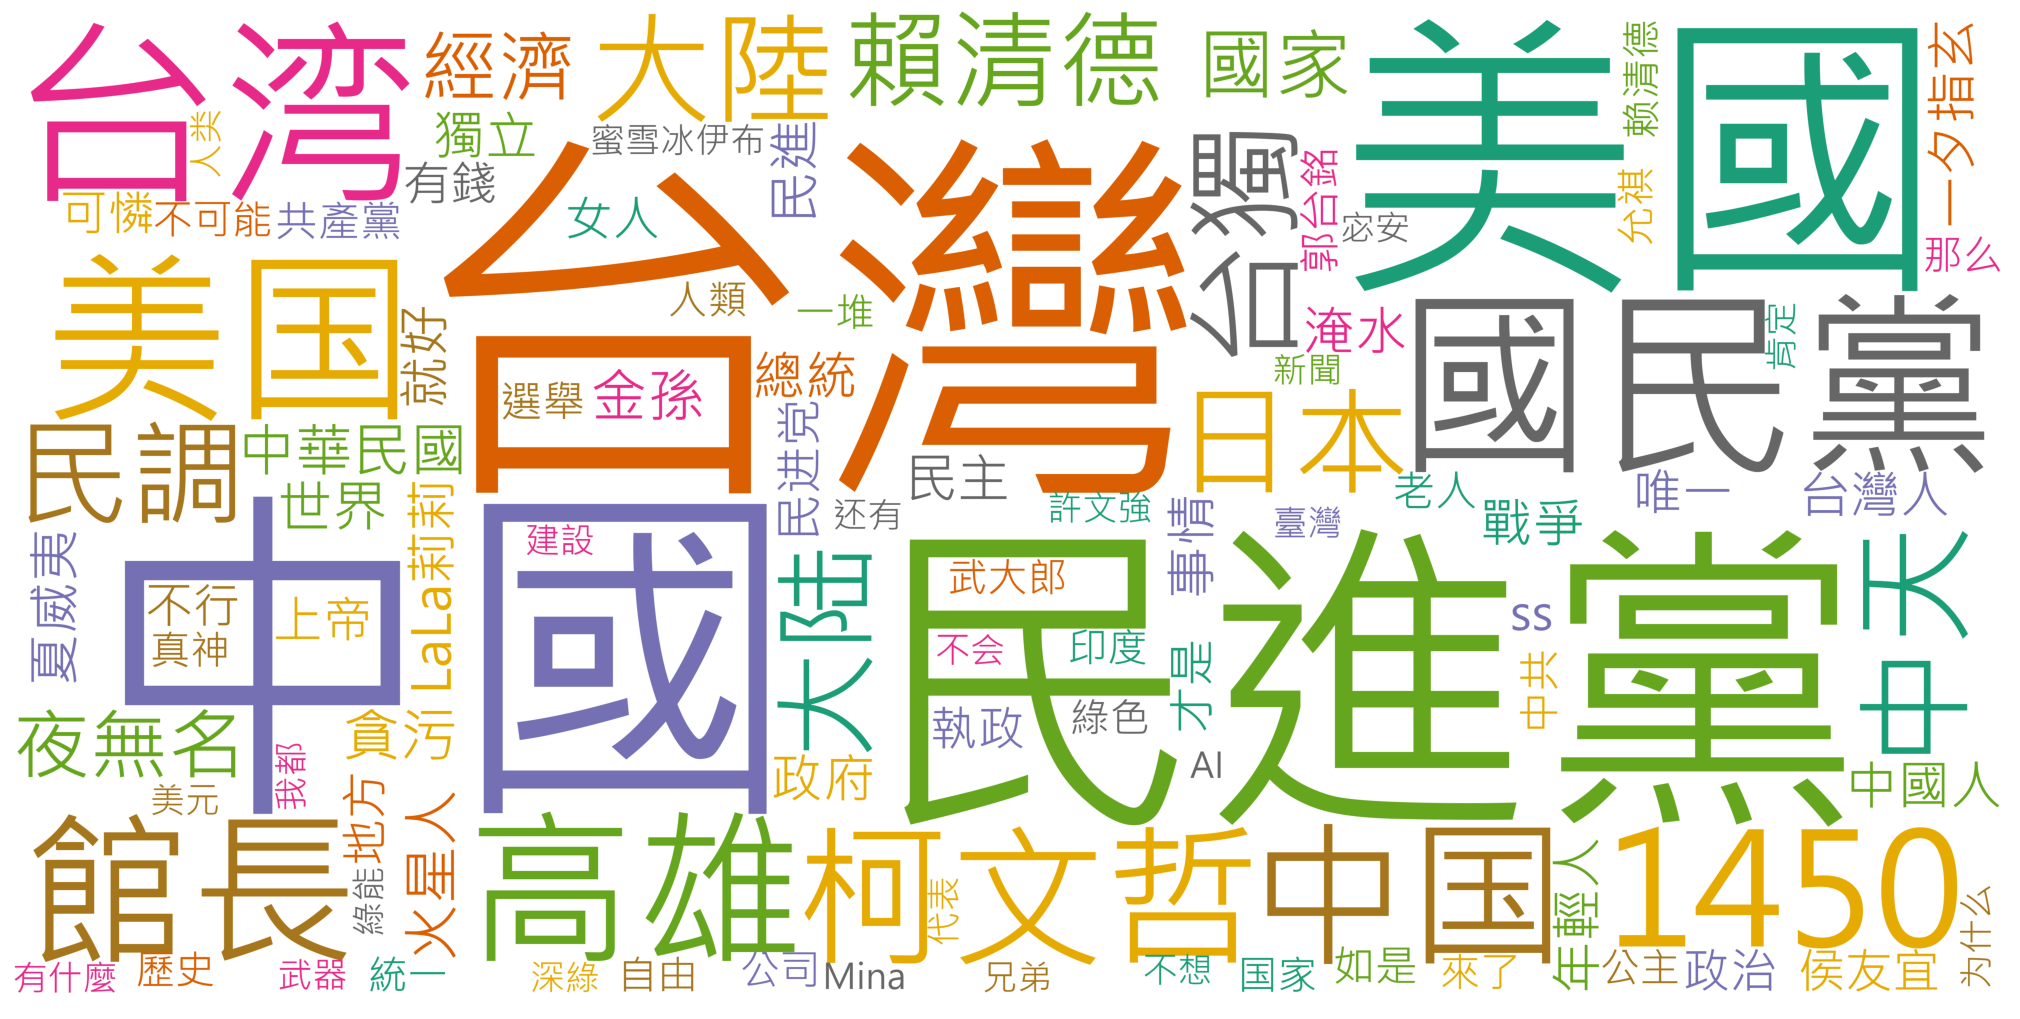 台湾
經濟
大陸
賴清德
國家
美國
赖清德
一夕指玄
人类
獨立
有錢
蜜雪冰伊布
民進
台灣
台獨
郭台銘
宓安
允祺
那么
可憐
不可能
共產黨
女人
美国
就好
人類
一堆
總統
淹水
新聞
肯定
國民黨
選舉
金孫
日本
民調
中華民國
世界
LaLa莉莉
民进党
民主
还有
許文強
事情
老人
臺灣
戰爭
唯一
台灣人
夏威夷
中國
不行
真神
上帝
建設
大陆
民進黨
武大郎
不会
印度
才是
ss
中共
中天
執政
綠色
AI
夜無名
貪污
政府
中國人
美元
我都
地方
綠能
火星人
館長
高雄
柯文哲
代表
中国
年輕人
1450
为什么
有什麼
歷史
武器
統一
深綠
自由
公司
Mina
兄弟
不想
国家
如是
來了
公主
政治
侯友宜